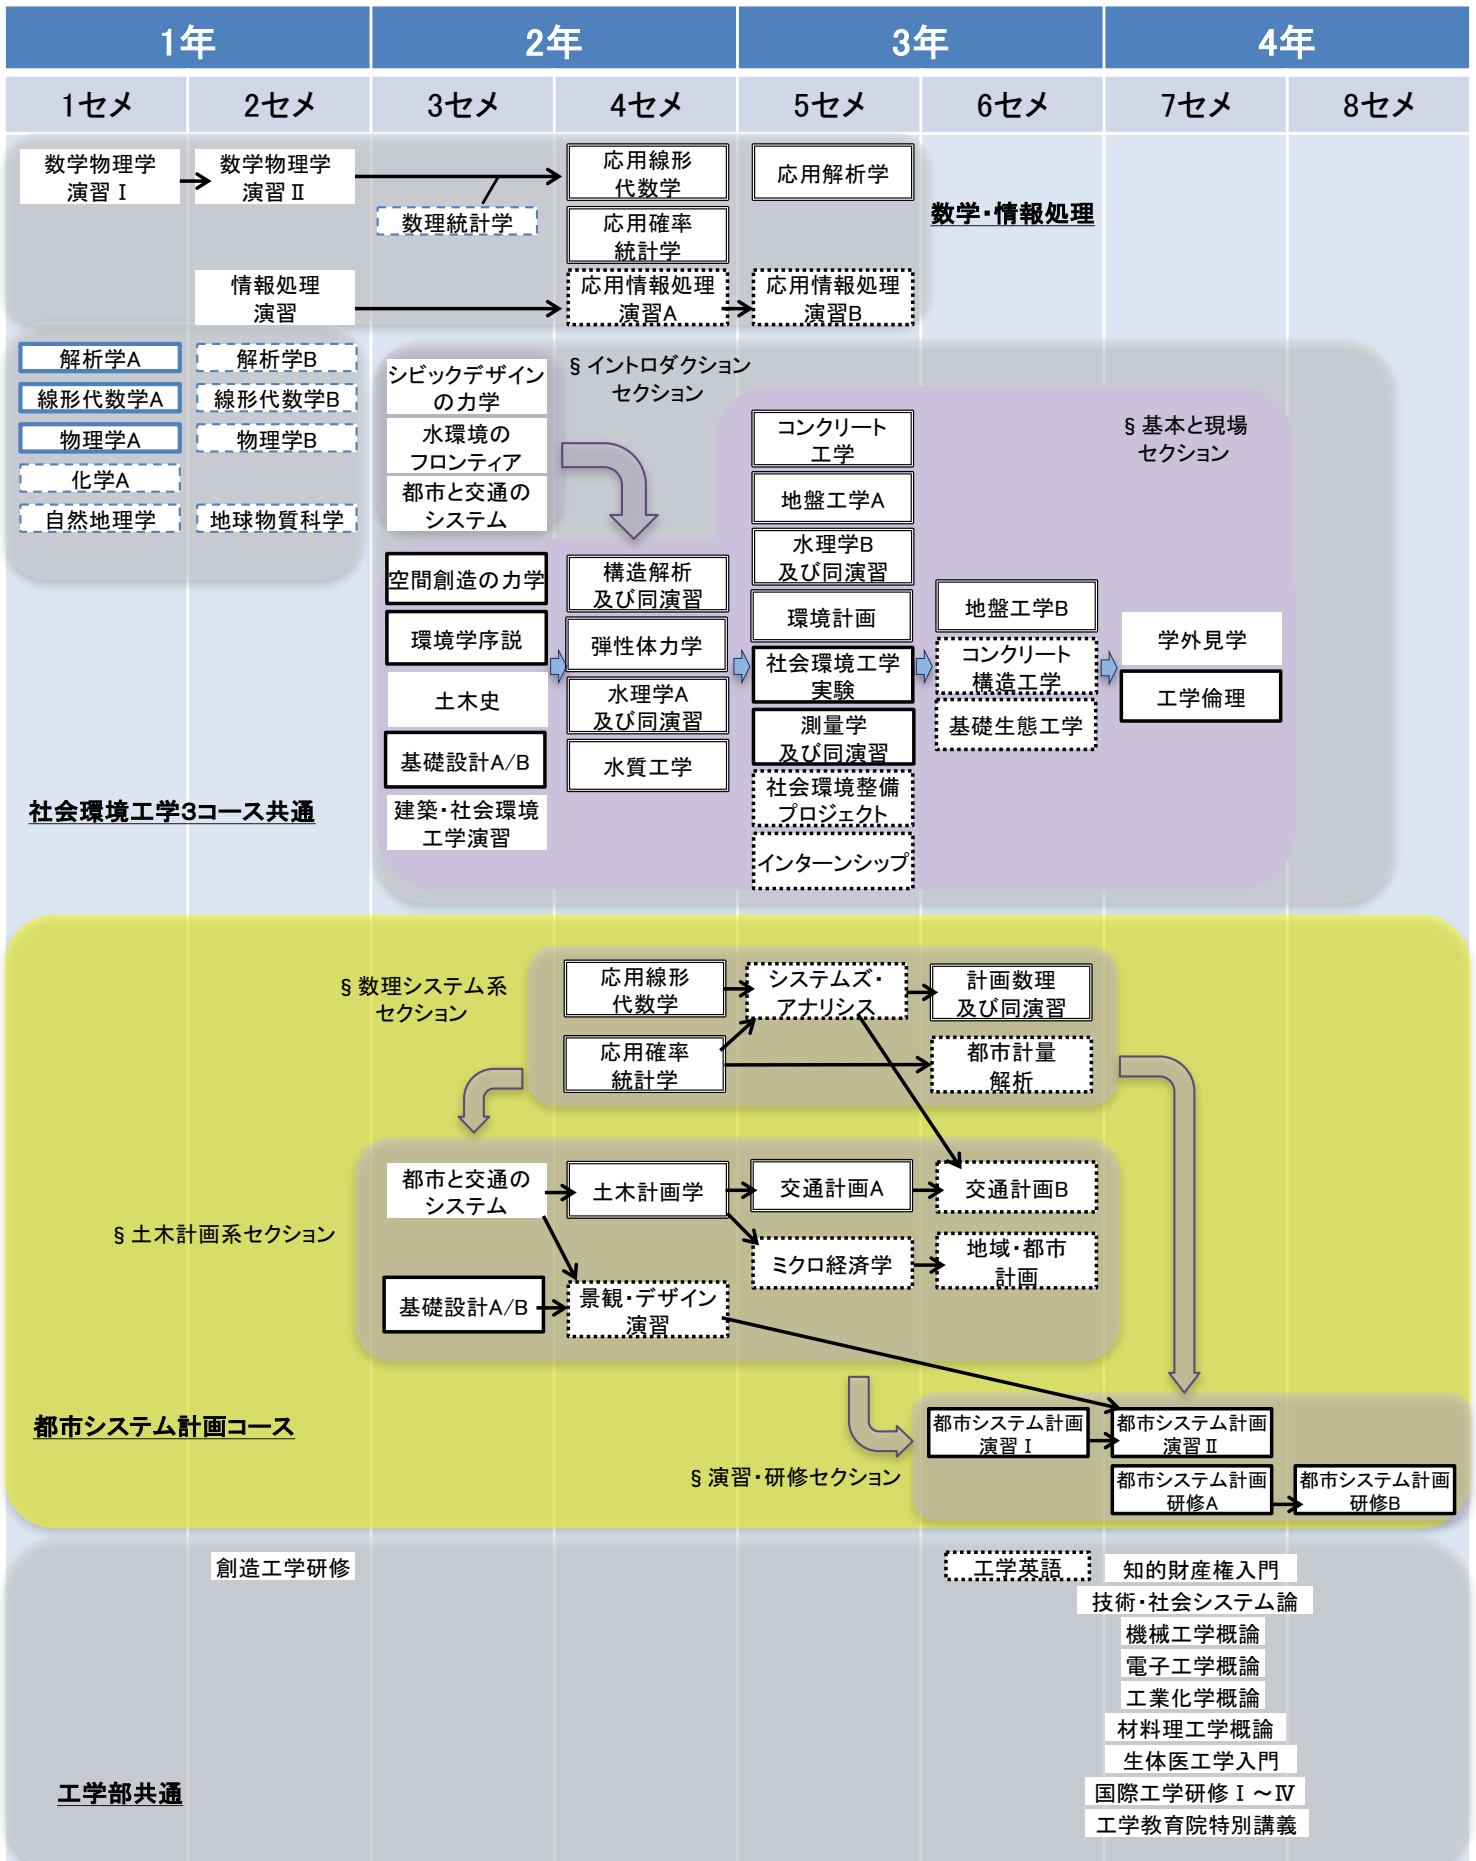 1年
2年
3年
4年
1セメ
2セメ
3セメ
4セメ
5セメ
6セメ
7セメ
8セメ
数学物理学
演習Ⅰ
数学物理学
演習Ⅱ
数理統計学
応用線形
代数学
応用解析学
応用確率
統計学
数学・情報処理
情報処理
演習
応用情報処理
演習A
応用情報処理
演習B
解析学A
解析学B
線形代数学A
線形代数学B
物理学A
物理学B
化学A
自然地理学
地球物質科学
シビックデザイン
の力学
水環境の
フロンティア
都市と交通の
システム
§イントロダクション
セクション
§基本と現場
セクション
空間創造の力学
環境学序説
土木史
基礎設計A/B
建築・社会環境
工学演習
構造解析
及び同演習
弾性体力学
水理学A
及び同演習
水質工学
コンクリート
工学
地盤工学A
水理学B
及び同演習
環境計画
社会環境工学
実験
測量学
及び同演習
社会環境整備
プロジェクト
インターンシップ
地盤工学B
コンクリート
構造工学
基礎生態工学
学外見学
工学倫理
社会環境工学3コース共通
§数理システム系
セクション
応用線形
代数学
システムズ・
アナリシス
計画数理
及び同演習
応用確率
統計学
都市計量
解析
§土木計画系セクション
都市と交通の
システム
土木計画学
交通計画A
交通計画B
ミクロ経済学
地域・都市
計画
基礎設計A/B
景観・デザイン
演習
都市システム計画コース
§演習・研修セクション
都市システム計画
演習Ⅰ
都市システム計画
演習Ⅱ
都市システム計画
研修A
都市システム計画
研修B
創造工学研修
工学英語
知的財産権入門
技術・社会システム論
機械工学概論
電子工学概論
工業化学概論
材料理工学概論
生体医工学入門
国際工学研修Ⅰ～Ⅳ
工学教育院特別講義
工学部共通